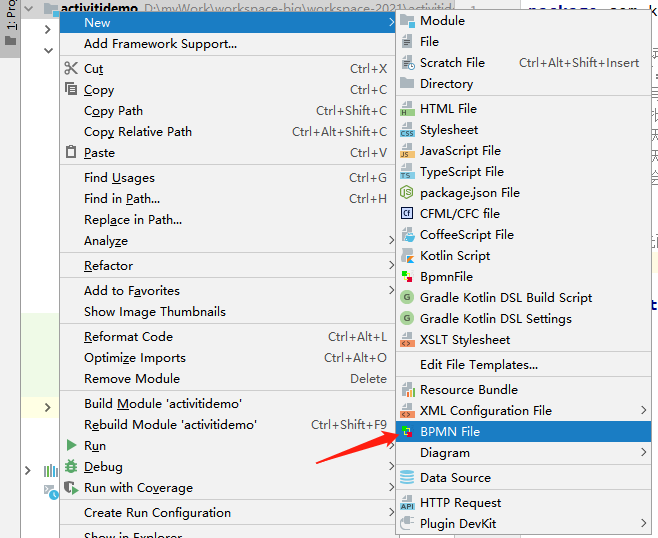 activitidemo D:\myWork\workspace-big\workspace-2021\activitid
1: Pro
New
Add Framework Support...
Cut Ctrl+X
Copy Ctrl+C
Copy Path Ctrl+Shift+C
Copy Relative Path Ctrl+Alt+Shift+C
Paste Ctrl+V
Find Usages Ctrl+G
Find in Path... Ctrl+H
Replace in Path...
Analyze
Refactor
Add to Favorites
Show Image Thumbnails
Reformat Code Ctrl+Alt+L
Optimize Imports Ctrl+Alt+O
Remove Module Delete
Build Module 'activitidemo'
Rebuild Module 'activitidemo' Ctrl+Shift+F9
Run
Debug
Run with Coverage
Create Run Configuration
Show in Explorer
Module
File
Scratch File Ctrl+Alt+Shift+Insert
Directory
HTML File
Stylesheet
JavaScript File
TypeScript File
package.json File
CFML/CFC file
CoffeeScript File
Kotlin Script
BpmnFile
Gradle Kotlin DSL Build Script
Gradle Kotlin DSL Settings
XSLT Stylesheet
Edit File Templates...
Resource Bundle
XML Configuration File
BPMN File
Diagram
Data Source
HTTP Request
Plugin DevKit